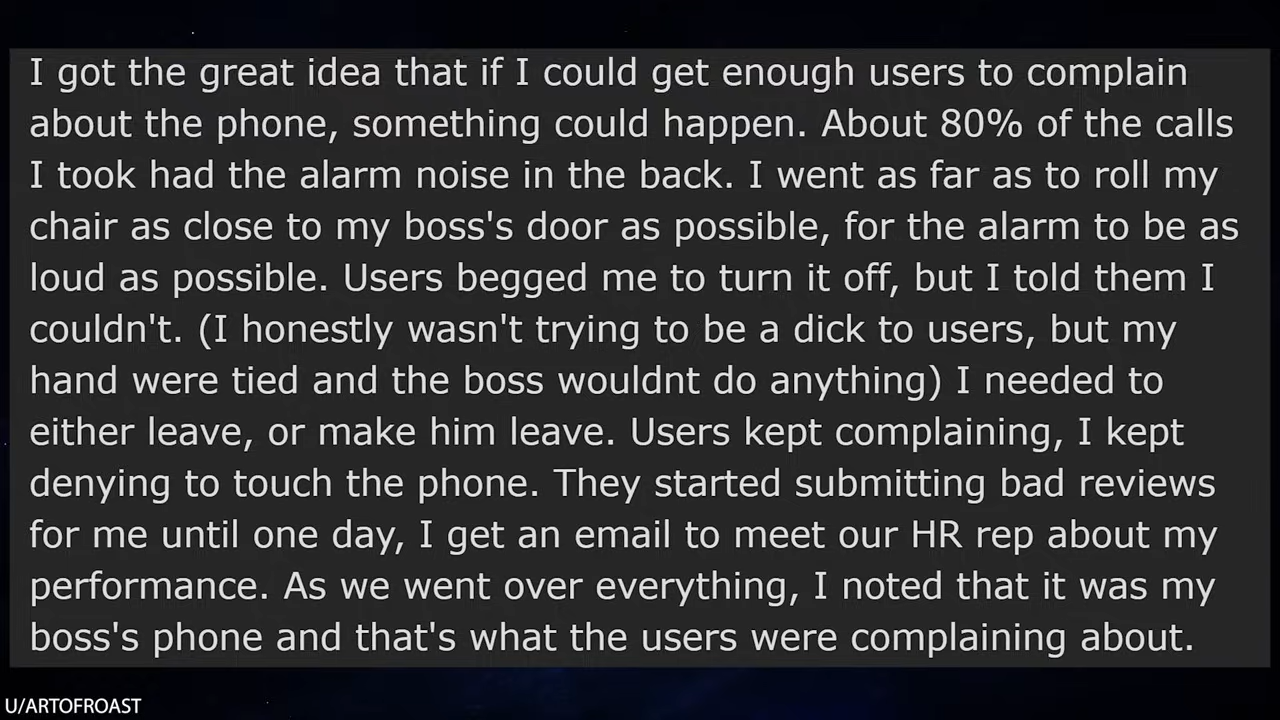 I got the great idea that if I could get enough users to complain
about the phone, something could happen. About 80% of the calls
I took had the alarm noise in the back. I went as far as to roll my
chair as close to my boss's door as possible, for the alarm to be as
loud as possible. Users begged me to turn it off, but I told them I
couldn't. (I honestly wasn't trying to be a dick to users, but my
hand were tied and the boss wouldnt do anything) I needed to
either leave, or make him leave. Users kept complaining, I kept
denying to touch the phone. They started submitting bad reviews
for me until one day, I get an email to meet our HR rep about my
performance. As we went over everything, I noted that it was my
boss's phone and that's what the users were complaining about.
U/ARTOFROAST